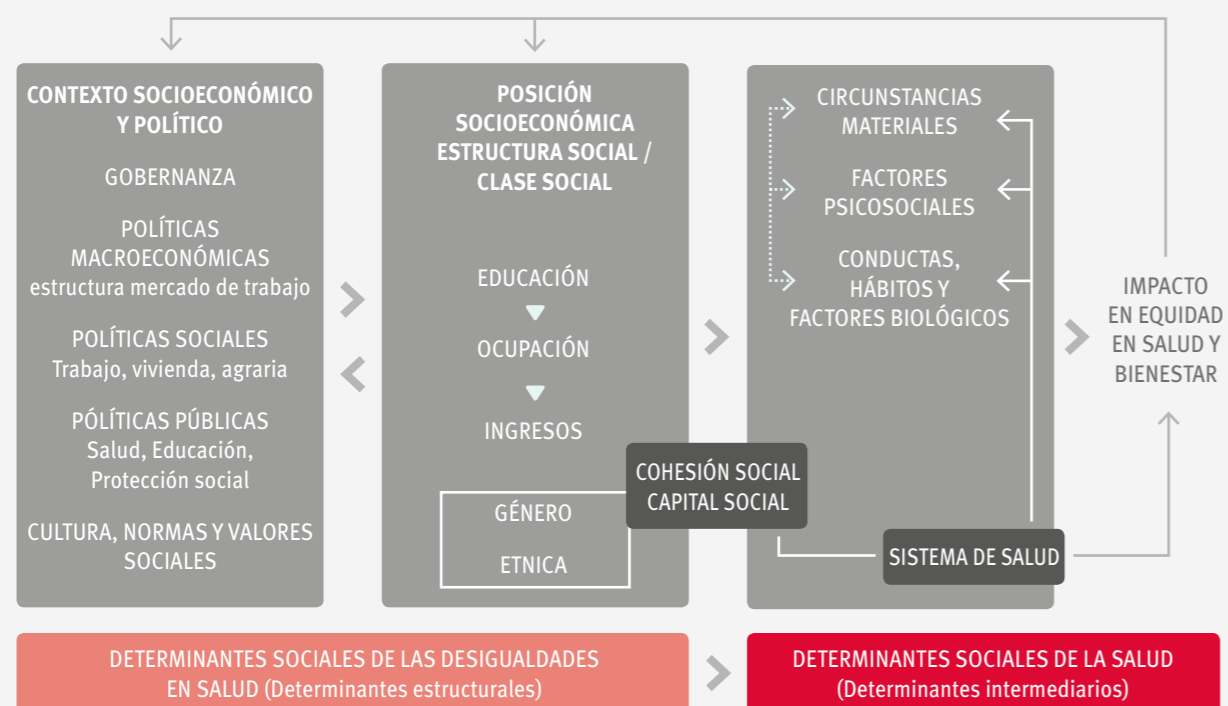 CONTEXTO SOCIOECONÓMICO
Y POLÍTICO
GOBERNANZA
POLÍTICAS
MACROECONÓMICAS
estructura mercado de trabajo
POLÍTICAS SOCIALES
Trabajo, vivienda, agraria
PÓLÍTICAS PÚBLICAS
Salud, Educación,
Protección social
CULTURA, NORMAS Y VALORES
SOCIALES
POSICIÓN
SOCIOECONÓMICA
ESTRUCTURA SOCIAL /
CLASE SOCIAL
EDUCACIÓN
OCUPACIÓN
INGRESOS
GÉNERO
ETNICA
COHESIÓN SOCIAL
CAPITAL SOCIAL
CIRCUNSTANCIAS
MATERIALES
FACTORES
PSICOSOCIALES
CONDUCTAS,
HÁBITOS Y
FACTORES BIOLÓGICOS
SISTEMA DE SALUD
IMPACTO
EN EQUIDAD
EN SALUD Y
BIENESTAR
DETERMINANTES SOCIALES DE LAS DESIGUALDADES
EN SALUD (Determinantes estructurales)
DETERMINANTES SOCIALES DE LA SALUD
(Determinantes intermediarios)